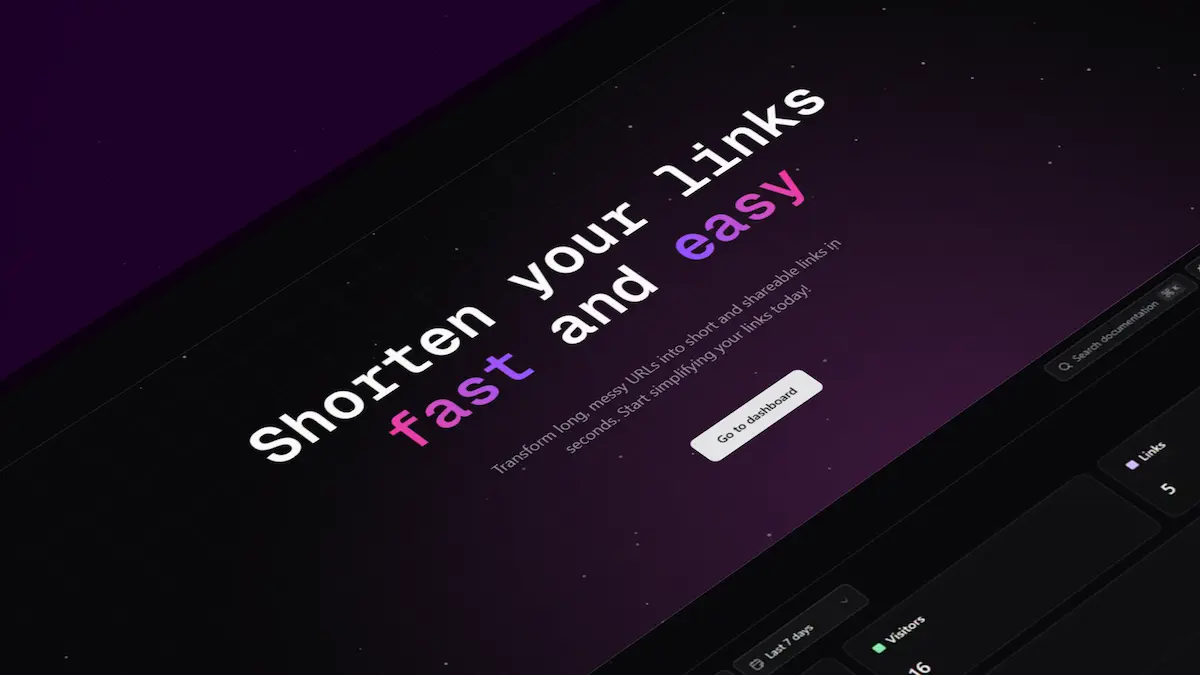 Shorten your links
fast and easy
Transform long, messy URLs into short and shareable links in
seconds. Start simplifying your links today!
Go to dashboard
Search documentation
⌘ K
Last 7 days
Visitors
16
Links
5